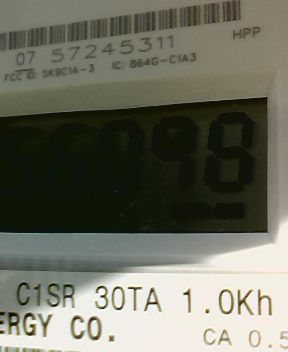 HPP
07 57245311
FCC ID: SK9C1A-3 IC: 864G-C1A3
56098
C1SR 30TA 1.0Kh
ERGY CO.
CA 0.5